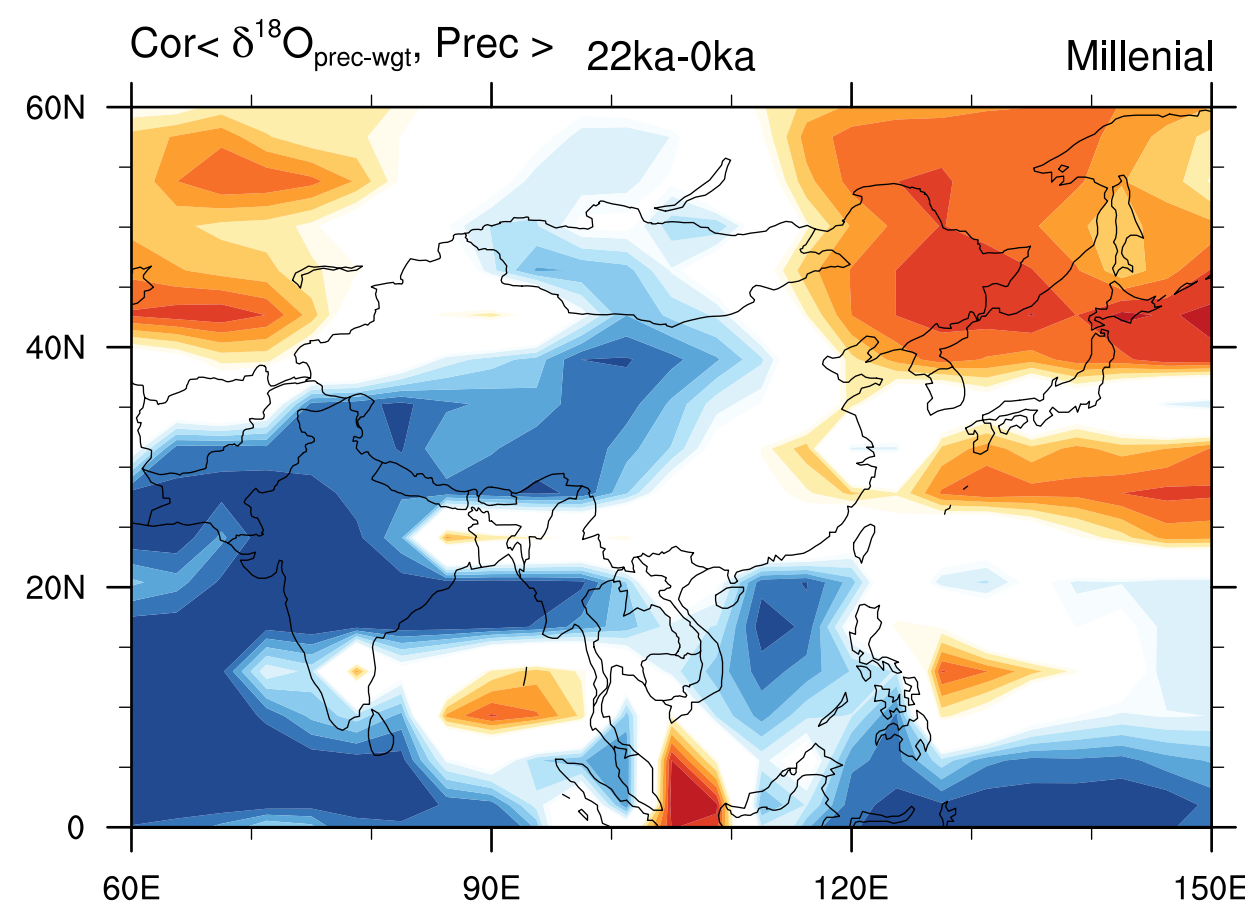 Cor< δ¹⁸Oprec-wgt, Prec > 22ka-0ka Millenial
60N
40N
20N
0
60E 90E 120E 150E